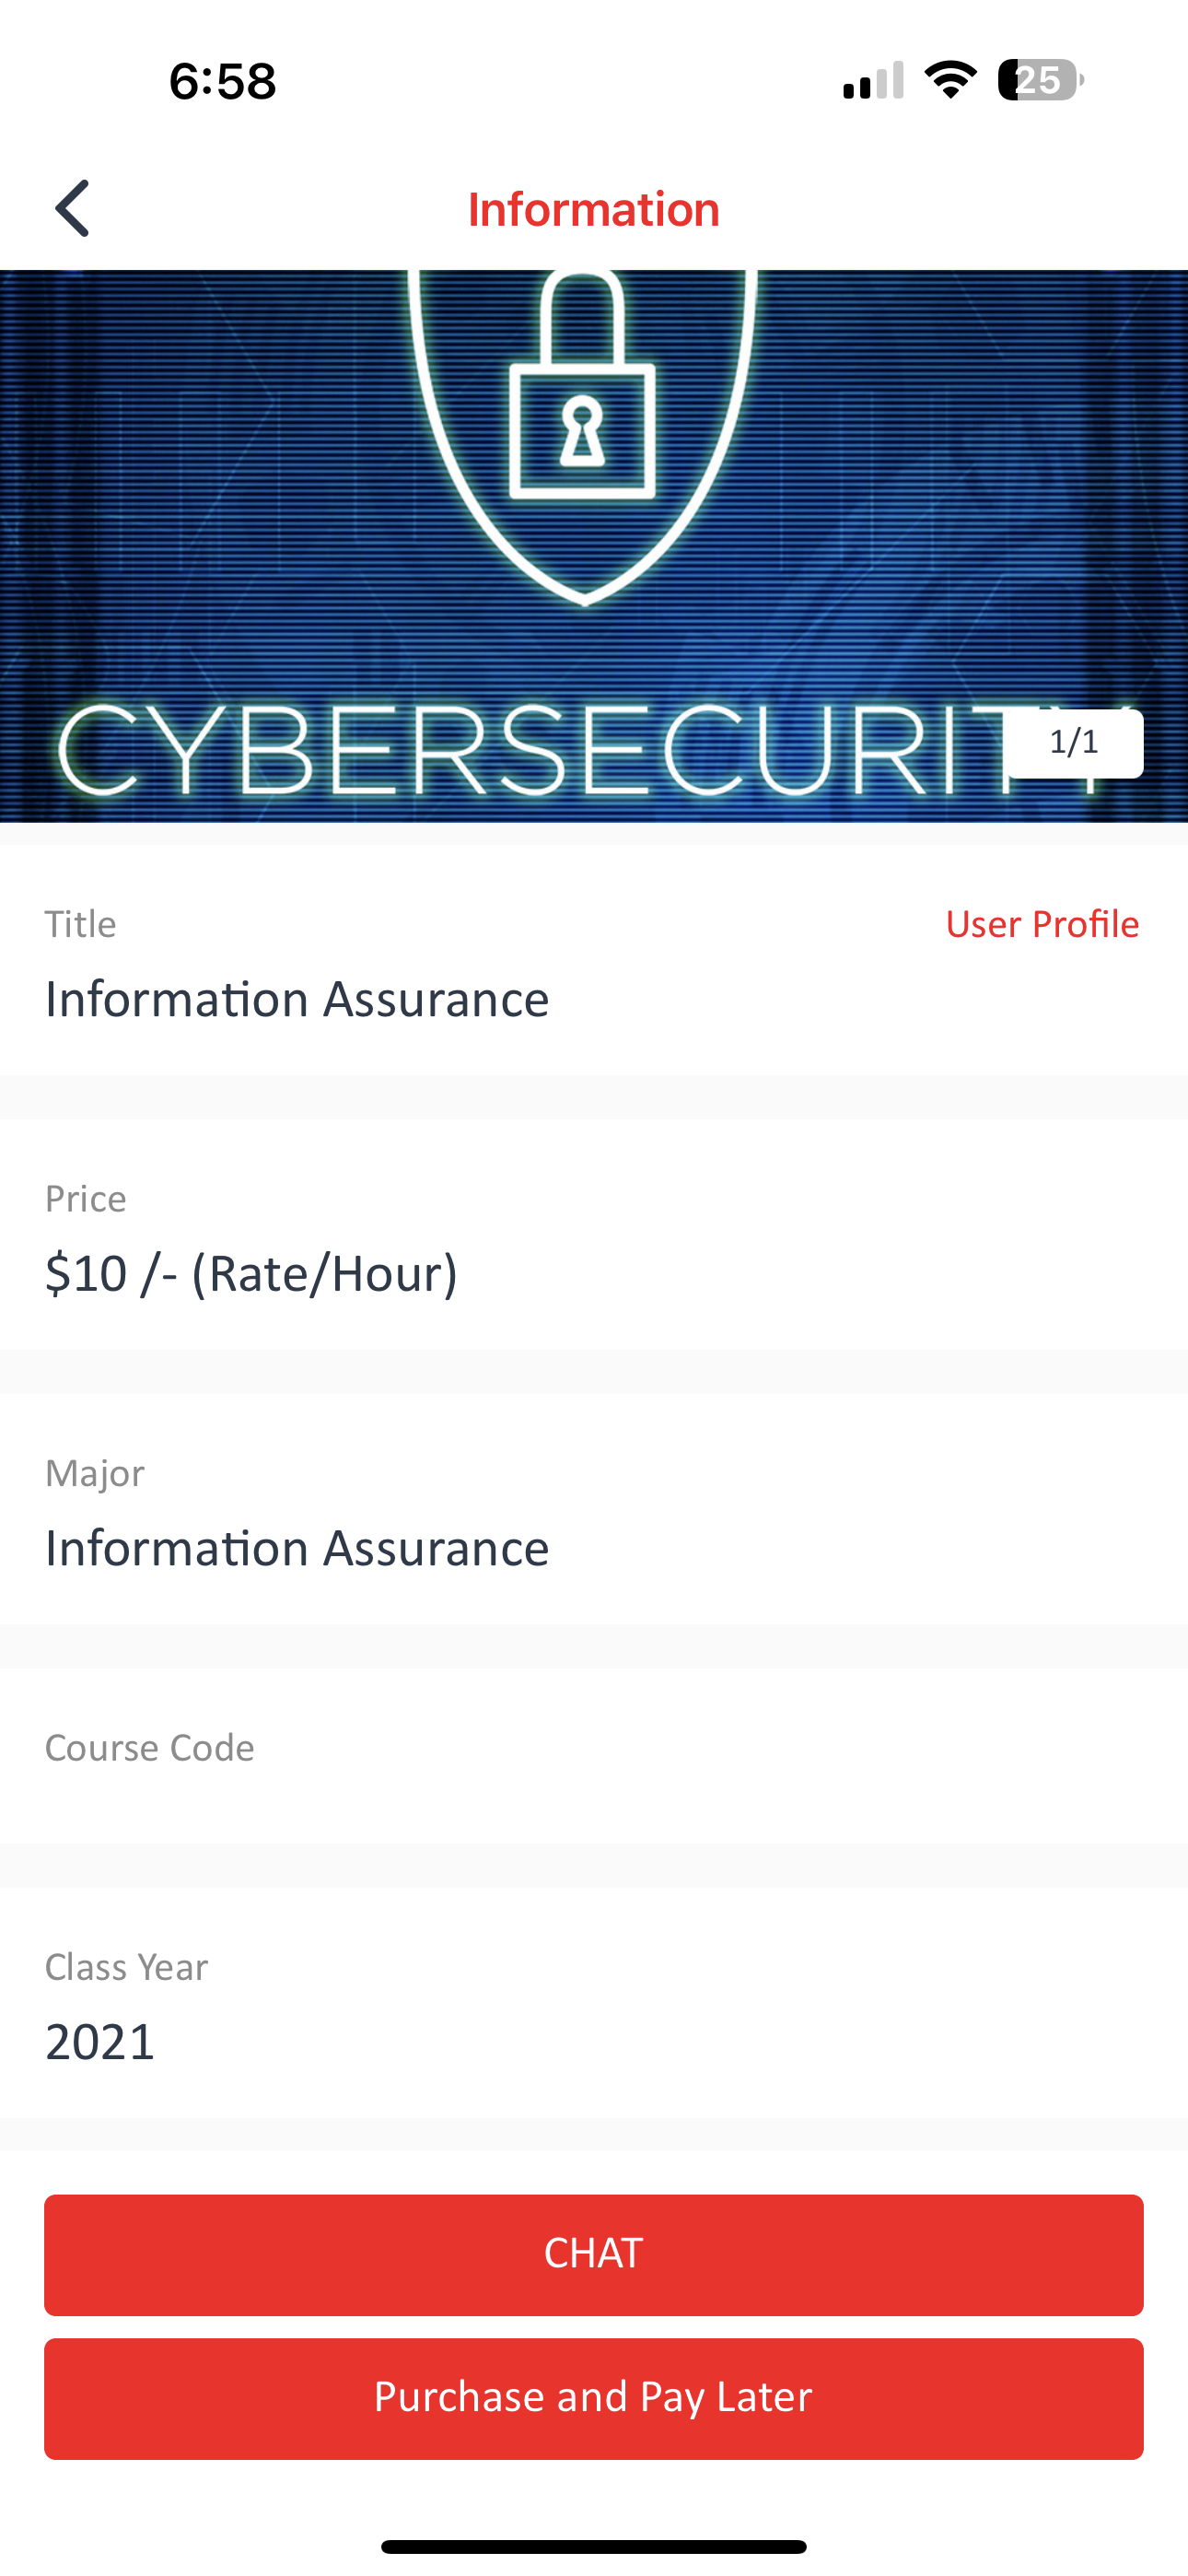 6:58
25
Information
CYBERSECURITY
1/1
Title
User Profile
Information Assurance
Price
$10 /- (Rate/Hour)
Major
Information Assurance
Course Code
Class Year
2021
CHAT
Purchase and Pay Later